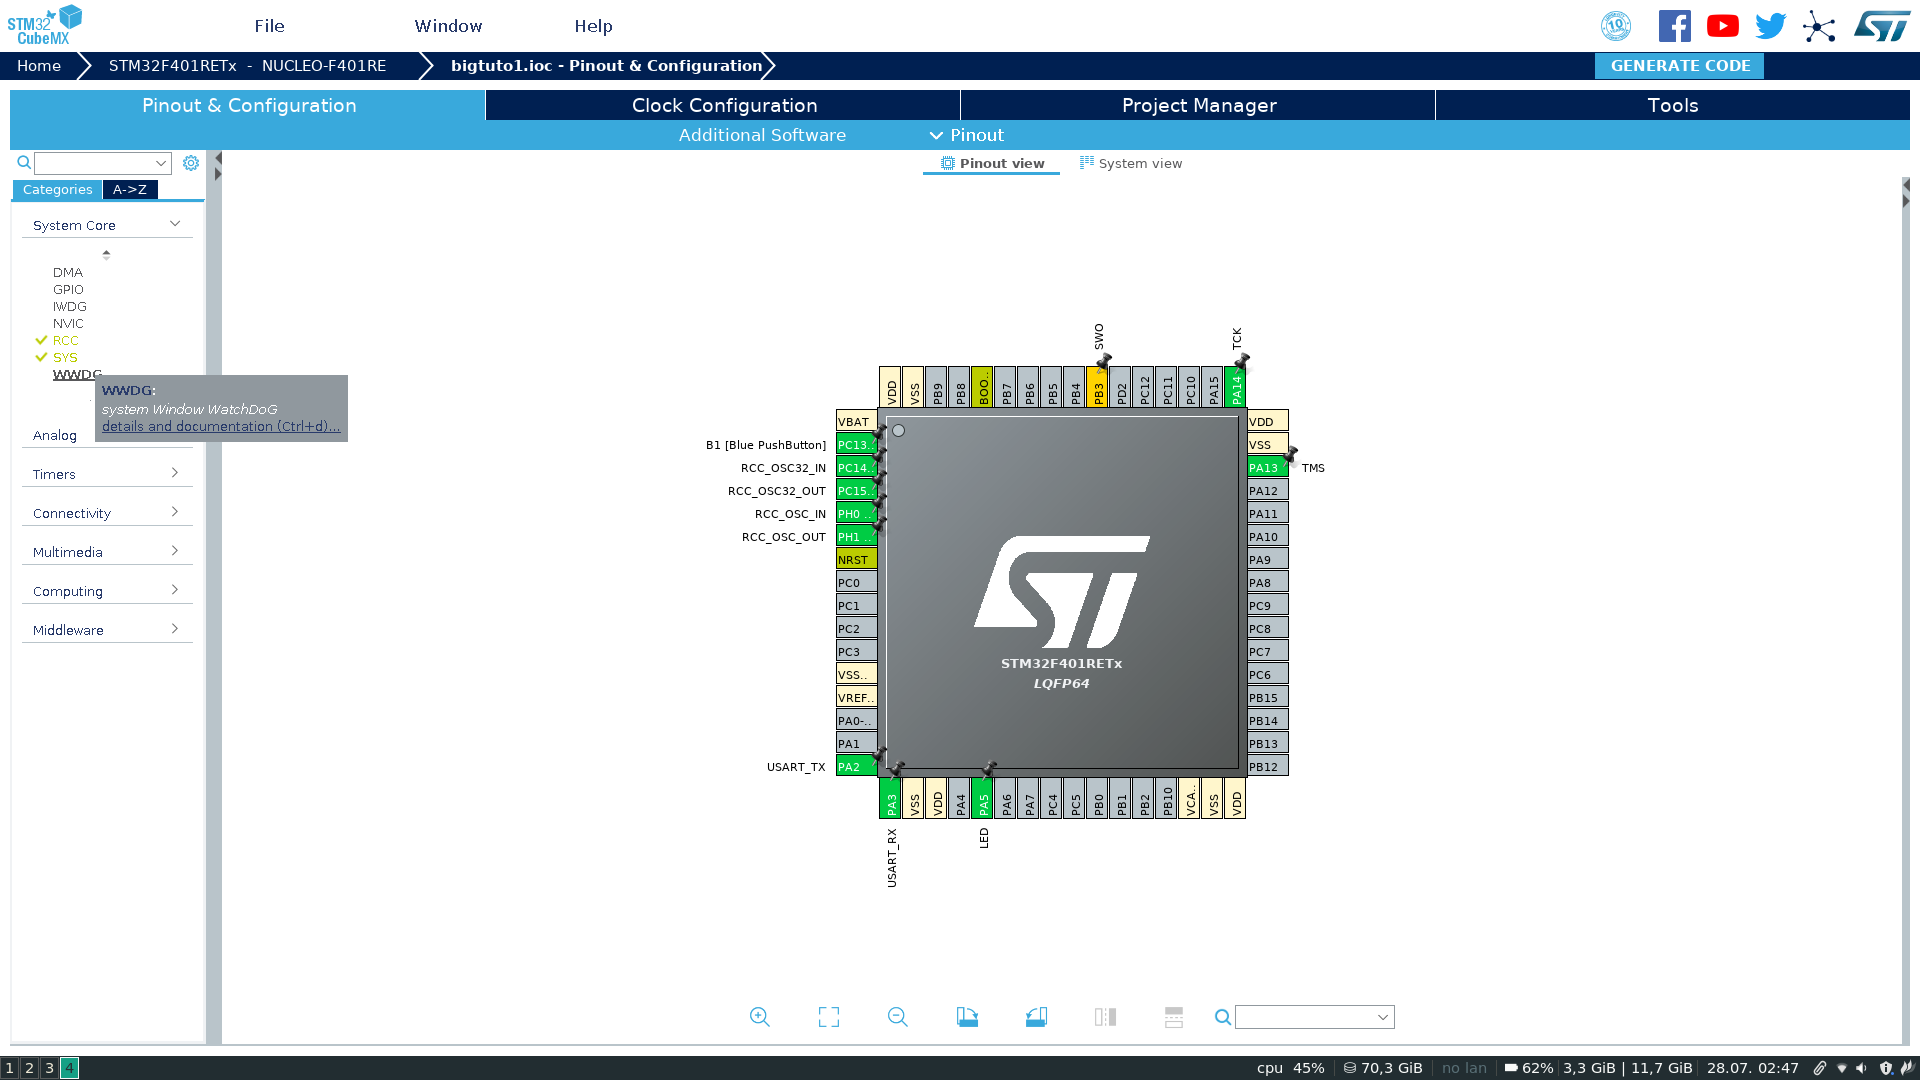 STM32
CubeMX
File
Window
Help
10
Home
STM32F401RETx - NUCLEO-F401RE
bigtuto1.ioc - Pinout & Configuration
GENERATE CODE
Pinout & Configuration
Clock Configuration
Project Manager
Tools
Additional Software
Pinout
Pinout view
System view
Categories
A->Z
System Core
DMA
GPIO
IWDG
NVIC
RCC
SYS
WWDG
WWDG:
system Window WatchDoG
details and documentation (Ctrl+d)...
Analog
Timers
Connectivity
Multimedia
Computing
Middleware
SWO
TCK
VDD
VSS
PB9
PB8
BOO..
PB7
PB6
PB5
PB4
PB3
PD2
PC12
PC11
PC10
PA15
PA14
VBAT
B1 [Blue PushButton]
PC13..
RCC_OSC32_IN
PC14..
RCC_OSC32_OUT
PC15..
RCC_OSC_IN
PH0 ..
RCC_OSC_OUT
PH1 ..
NRST
PC0
PC1
PC2
PC3
VSS..
VREF..
PA0-..
PA1
USART_TX
PA2
STM32F401RETx
LQFP64
VDD
VSS
PA13
TMS
PA12
PA11
PA10
PA9
PA8
PC9
PC8
PC7
PC6
PB15
PB14
PB13
PB12
PA3
VSS
VDD
PA4
PA5
PA6
PA7
PC4
PC5
PB0
PB1
PB2
PB10
VCA..
VSS
VDD
USART_RX
LED
1 2 3 4
cpu 45%
70,3 GiB
no lan
62%
3,3 GiB | 11,7 GiB
28.07. 02:47